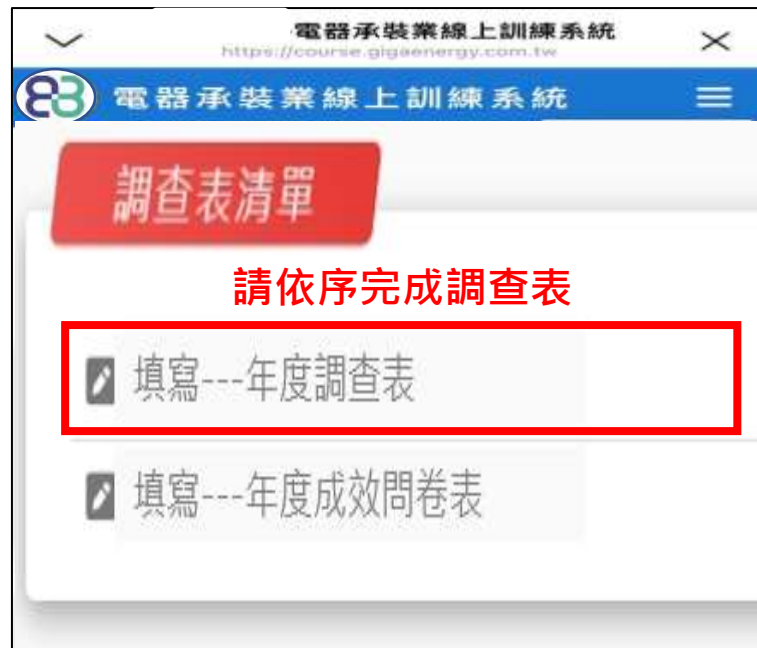 電器承裝業線上訓練系統
https://course.gigaenergy.com.tw
電器承裝業線上訓練系統
調查表清單
請依序完成調查表
填寫---年度調查表
填寫---年度成效問卷表